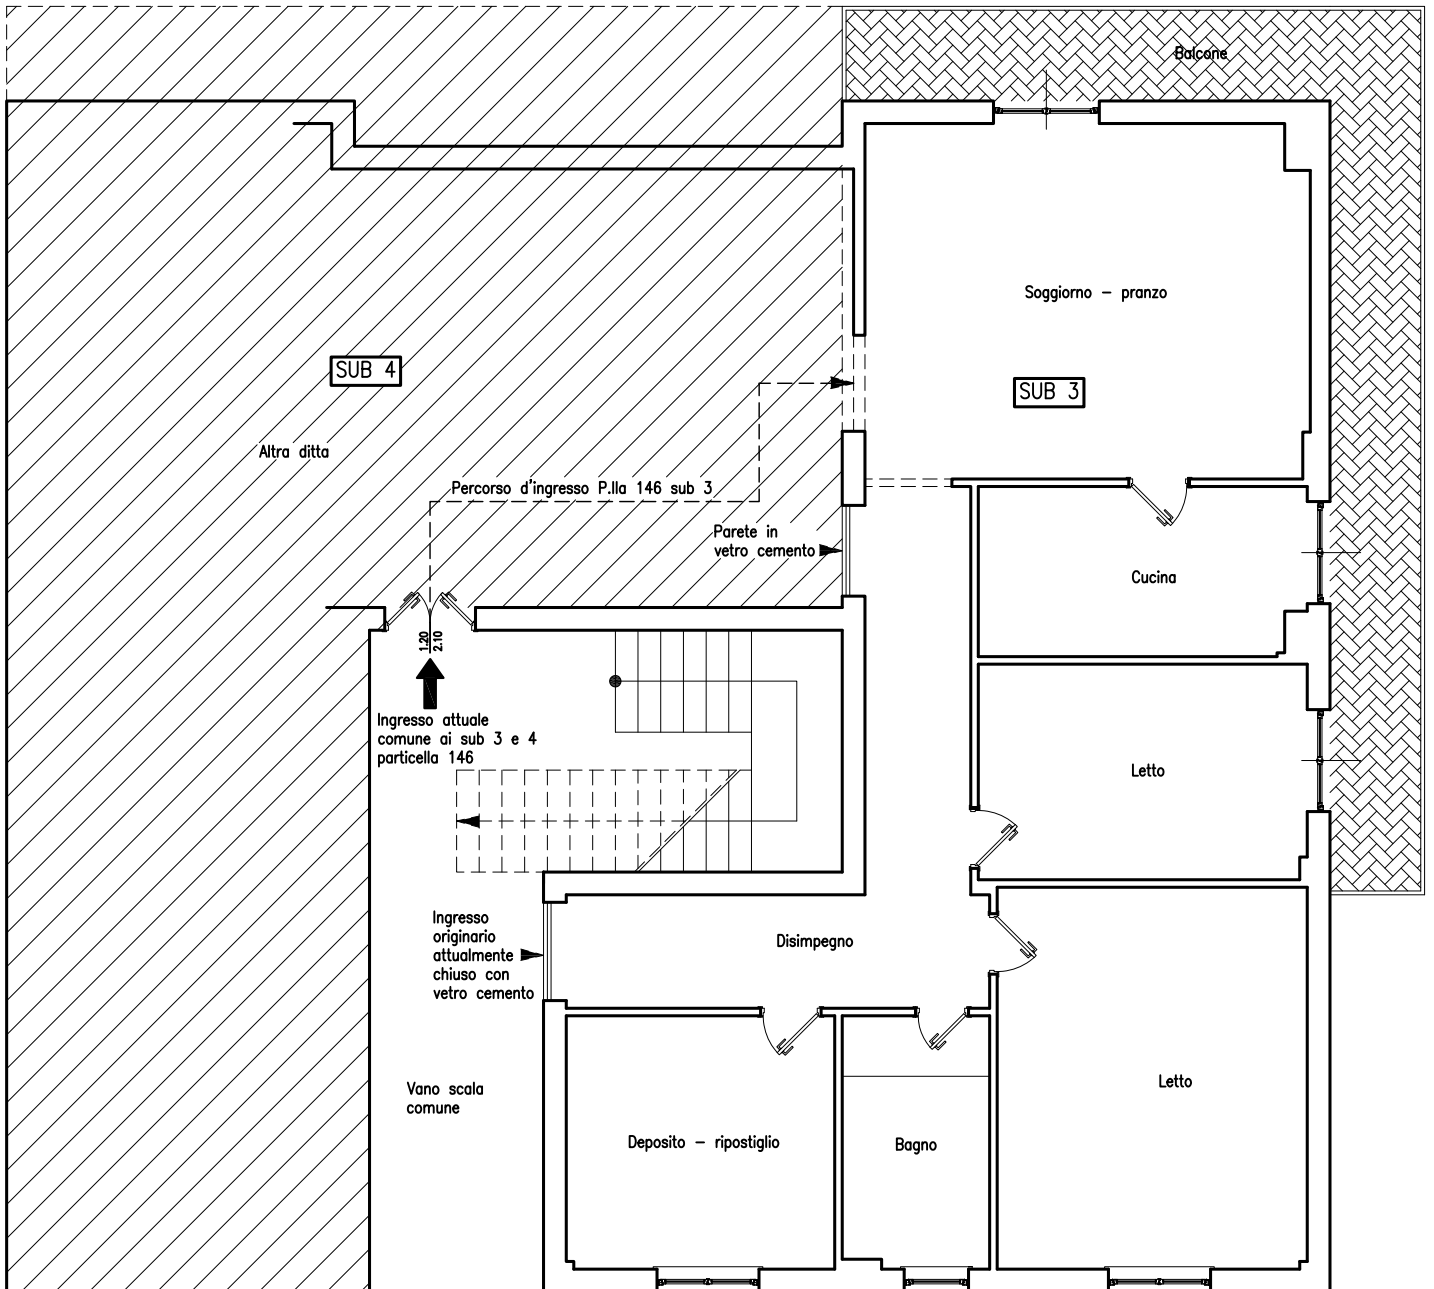 Balcone
Soggiorno – pranzo
SUB 4
SUB 3
Altra ditta
Percorso d'ingresso P.lla 146 sub 3
Parete in
vetro cemento
Cucina
1.20
2.10
Ingresso attuale
comune ai sub 3 e 4
particella 146
Letto
Ingresso
originario
attualmente
chiuso con
vetro cemento
Disimpegno
Vano scala
comune
Letto
Deposito – ripostiglio
Bagno